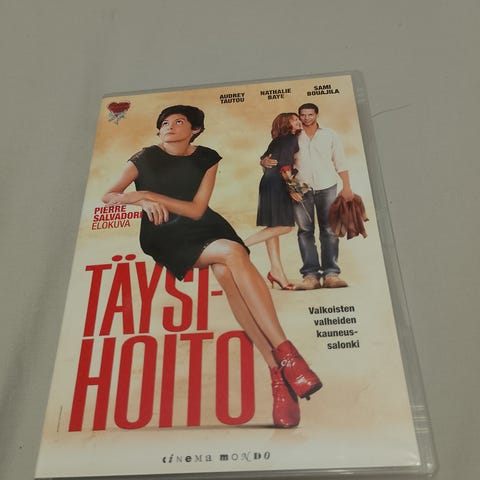 AUDREY
TAUTOU
NATHALIE
BAYE
SAMI
BOUAJILA
PIERRE
SALVADORI
ELOKUVA
TÄYSI-
HOITO
Valkoisten
valheiden
kauneus-
salonki
CINEMA MONDO